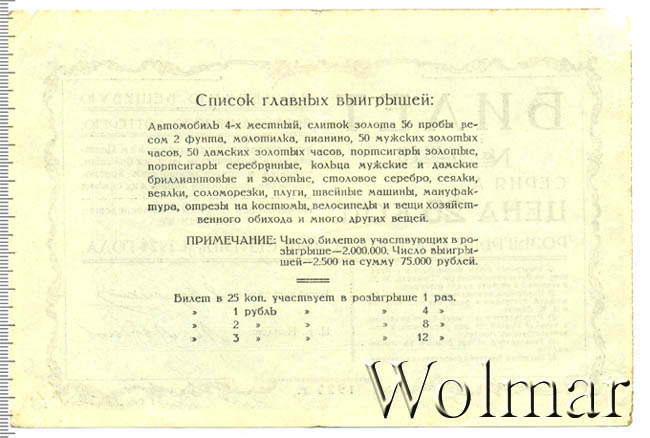 Список главных выигрышей:
Автомобиль 4-х местный, слиток золота 56 пробы ве-
сом 2 фунта, молотилка, пианино, 50 мужских золотых
часов, 50 дамских золотых часов, портсигары золотые,
портсигары серебрянные, кольца мужские и дамские
бриллиантовые и золотые, столовое серебро, сеялки,
веялки, соломорезки, плуги, швейные машины, мануфак-
тура, отрезы на костюмы, велосипеды и вещи хозяйст-
венного обихода и много других вещей.
ПРИМЕЧАНИЕ: Число билетов участвующих в ро-
зыгрыше—2.000.000. Число выигры-
шей—2.500 на сумму 75.000 рублей.
Билет в 25 коп. участвует в розыгрыше 1 раз.
» 1 рубль » » 4 »
» 2 » » » 8 »
» 3 » » » 12 »
Wolmar